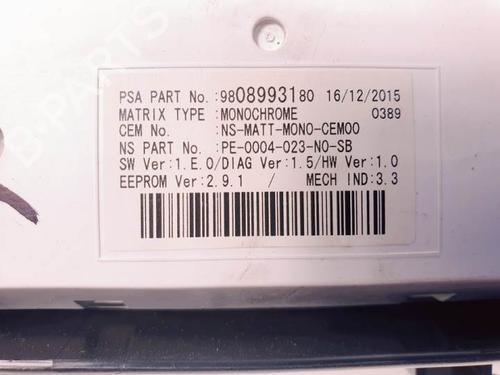 PSA PART No.:9808993180 16/12/2015
MATRIX TYPE :MONOCHROME 0389
CEM No. :NS-MATT-MONO-CEM00
NS PART No. :PE-0004-023-N0-SB
SW Ver:1.E.0/DIAG Ver:1.5/HW Ver:1.0
EEPROM Ver:2.9.1 / MECH IND:3.3
B-PARTS